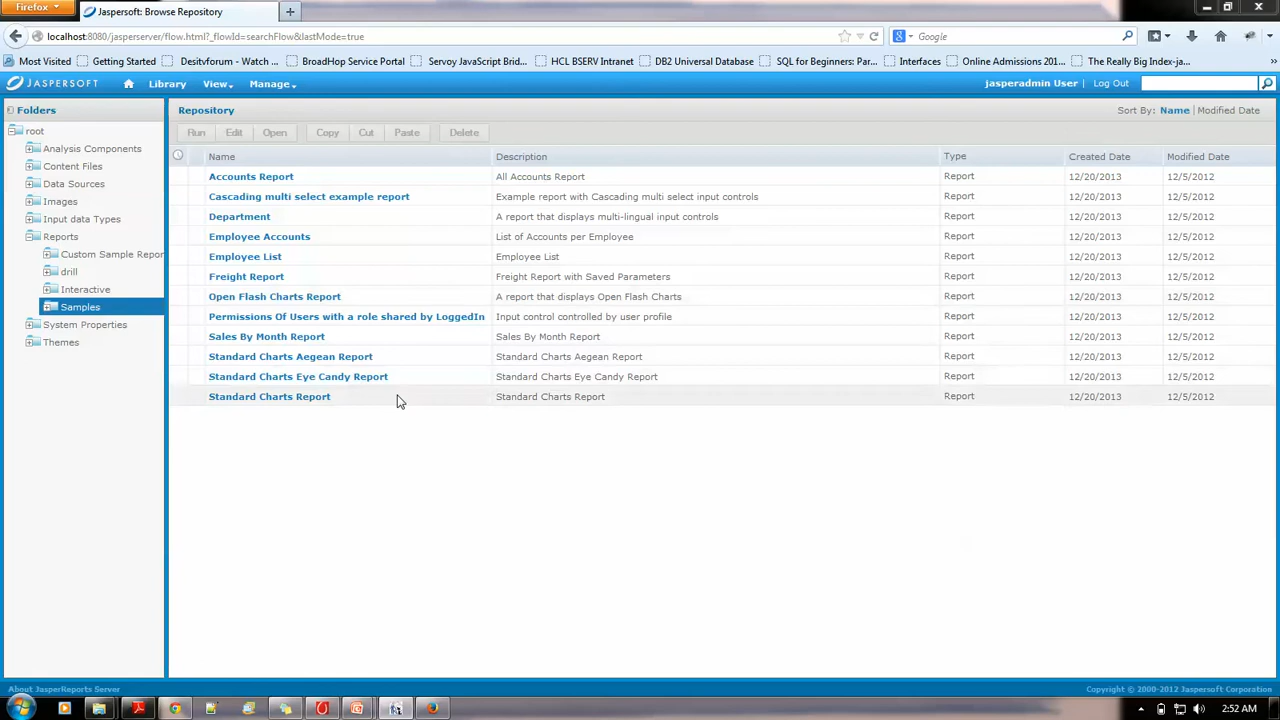 Firefox
Jaspersoft: Browse Repository
localhost:8080/jasperserver/flow.html?_flowId=searchFlow&lastMode=true
Google
Most Visited Getting Started Desitvforum - Watch ... BroadHop Service Portal Servoy JavaScript Brid... HCL BSERV Intranet DB2 Universal Database SQL for Beginners: Par... Interfaces Online Admissions 201... The Really Big Index-ja...
JASPERSOFT Library View Manage jasperadmin User Log Out
Folders
root
Analysis Components
Content Files
Data Sources
Images
Input data Types
Reports
Custom Sample Repor
drill
Interactive
Samples
System Properties
Themes
Repository Sort By: Name | Modified Date
Run Edit Open Copy Cut Paste Delete
Name Description Type Created Date Modified Date
Accounts Report All Accounts Report Report 12/20/2013 12/5/2012
Cascading multi select example report Example report with Cascading multi select input controls Report 12/20/2013 12/5/2012
Department A report that displays multi-lingual input controls Report 12/20/2013 12/5/2012
Employee Accounts List of Accounts per Employee Report 12/20/2013 12/5/2012
Employee List Employee List Report 12/20/2013 12/5/2012
Freight Report Freight Report with Saved Parameters Report 12/20/2013 12/5/2012
Open Flash Charts Report A report that displays Open Flash Charts Report 12/20/2013 12/5/2012
Permissions Of Users with a role shared by LoggedIn Input control controlled by user profile Report 12/20/2013 12/5/2012
Sales By Month Report Sales By Month Report Report 12/20/2013 12/5/2012
Standard Charts Aegean Report Standard Charts Aegean Report Report 12/20/2013 12/5/2012
Standard Charts Eye Candy Report Standard Charts Eye Candy Report Report 12/20/2013 12/5/2012
Standard Charts Report Standard Charts Report Report 12/20/2013 12/5/2012
About JasperReports Server Copyright © 2000-2012 Jaspersoft Corporation
2:52 AM